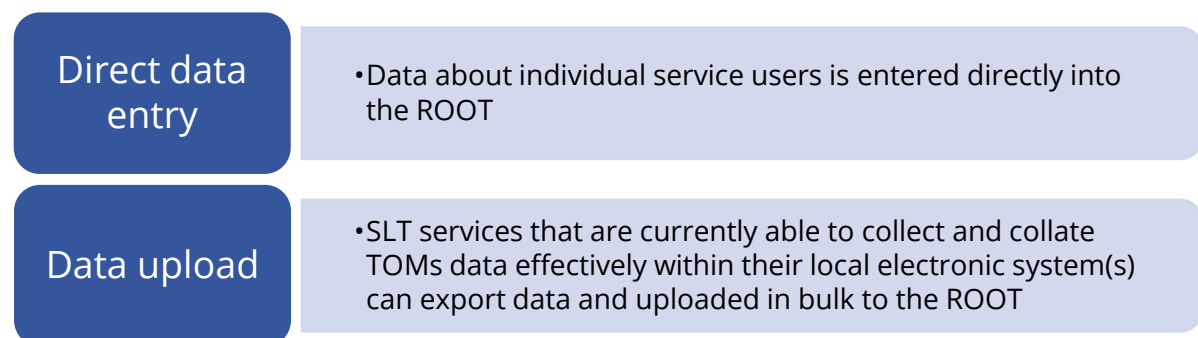 Direct data
entry
•Data about individual service users is entered directly into
the ROOT
Data upload
•SLT services that are currently able to collect and collate
TOMs data effectively within their local electronic system(s)
can export data and uploaded in bulk to the ROOT